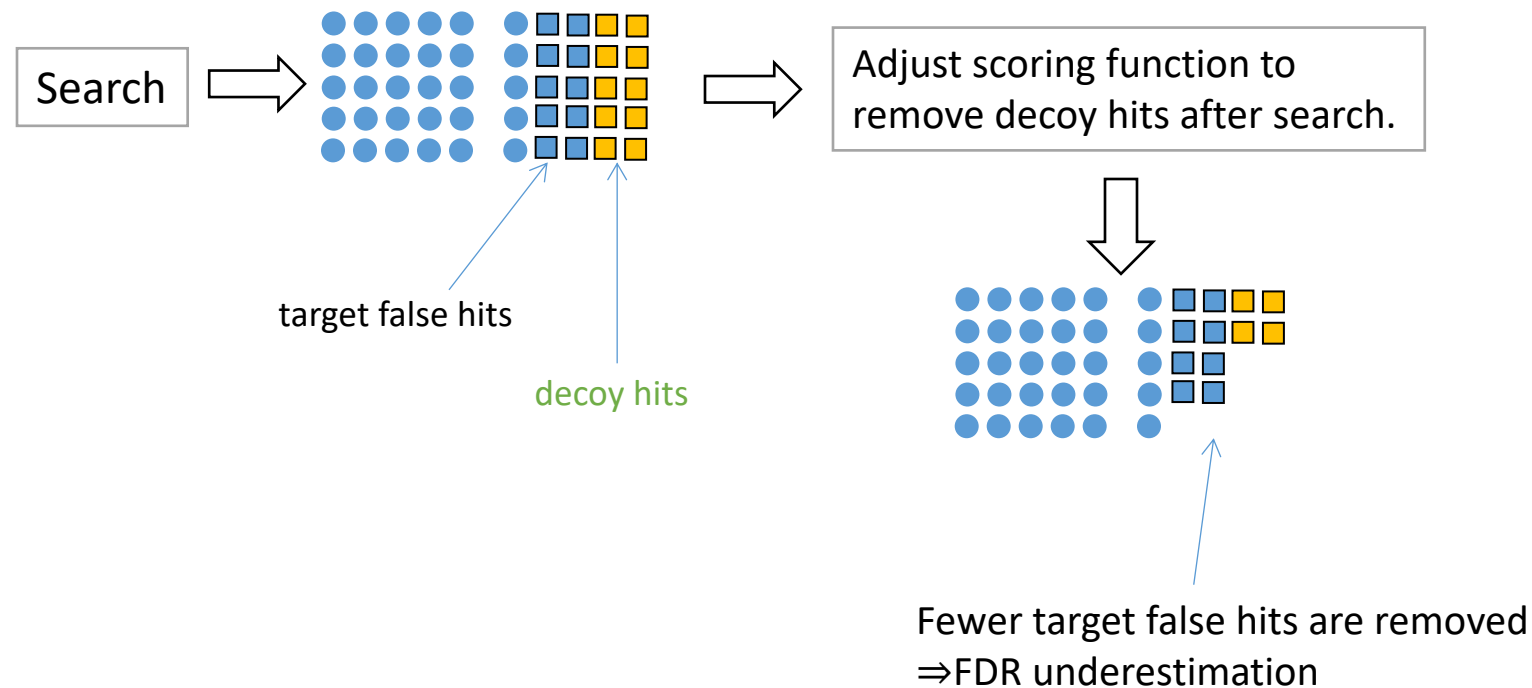 Search
Adjust scoring function to
remove decoy hits after search.
target false hits
decoy hits
Fewer target false hits are removed
⇒FDR underestimation